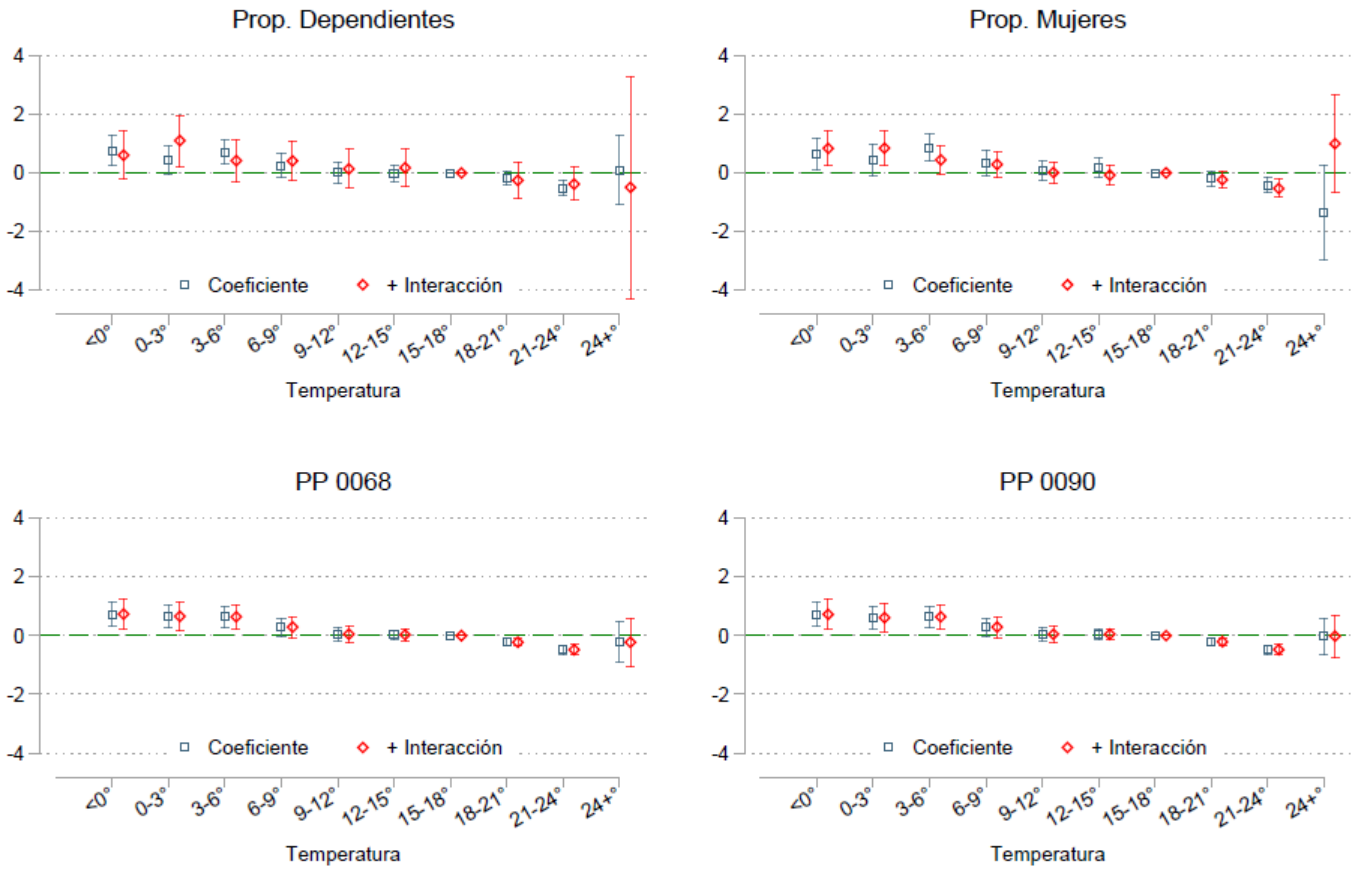 Prop. Dependientes
4
2
0
-2
-4
Coeficiente + Interacción
<0° 0-3° 3-6° 6-9° 9-12° 12-15° 15-18° 18-21° 21-24° 24+°
Temperatura
Prop. Mujeres
4
2
0
-2
-4
Coeficiente + Interacción
<0° 0-3° 3-6° 6-9° 9-12° 12-15° 15-18° 18-21° 21-24° 24+°
Temperatura
PP 0068
4
2
0
-2
-4
Coeficiente + Interacción
<0° 0-3° 3-6° 6-9° 9-12° 12-15° 15-18° 18-21° 21-24° 24+°
Temperatura
PP 0090
4
2
0
-2
-4
Coeficiente + Interacción
<0° 0-3° 3-6° 6-9° 9-12° 12-15° 15-18° 18-21° 21-24° 24+°
Temperatura